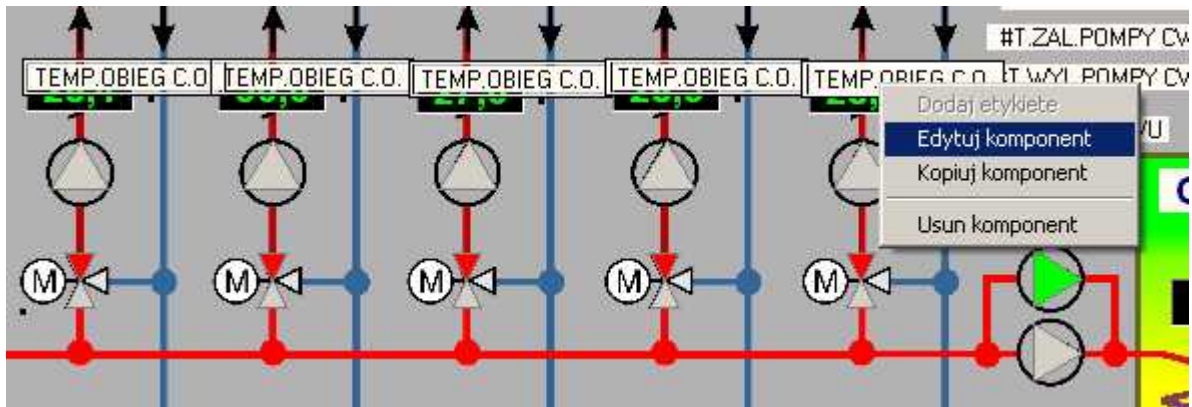 #T.ZAL.POMPY CW
TEMP.OBIEG C.O
TEMP.OBIEG C.O.
TEMP.OBIEG C.O.
TEMP.OBIEG C.O.
TEMP.OBIEG C.O
Dodaj etykiete
Edytuj komponent
Kopiuj komponent
Usun komponent
M
M
M
M
M